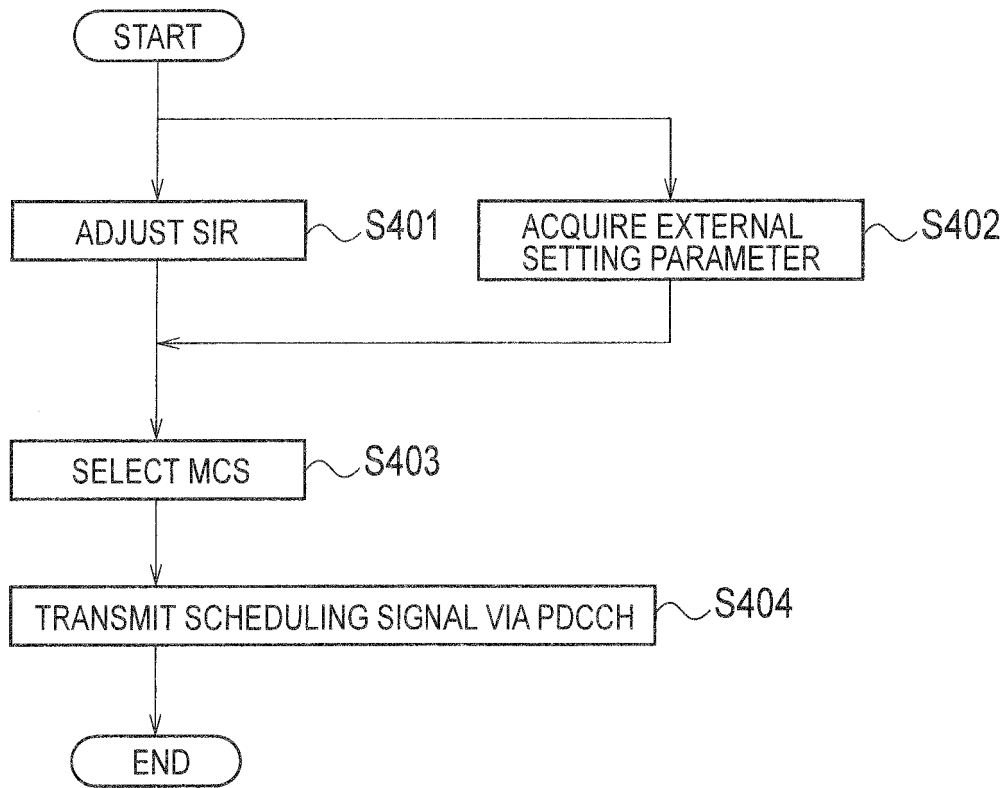 START
ADJUST SIR
S401
ACQUIRE EXTERNAL
SETTING PARAMETER
S402
SELECT MCS
S403
TRANSMIT SCHEDULING SIGNAL VIA PDCCH
S404
END